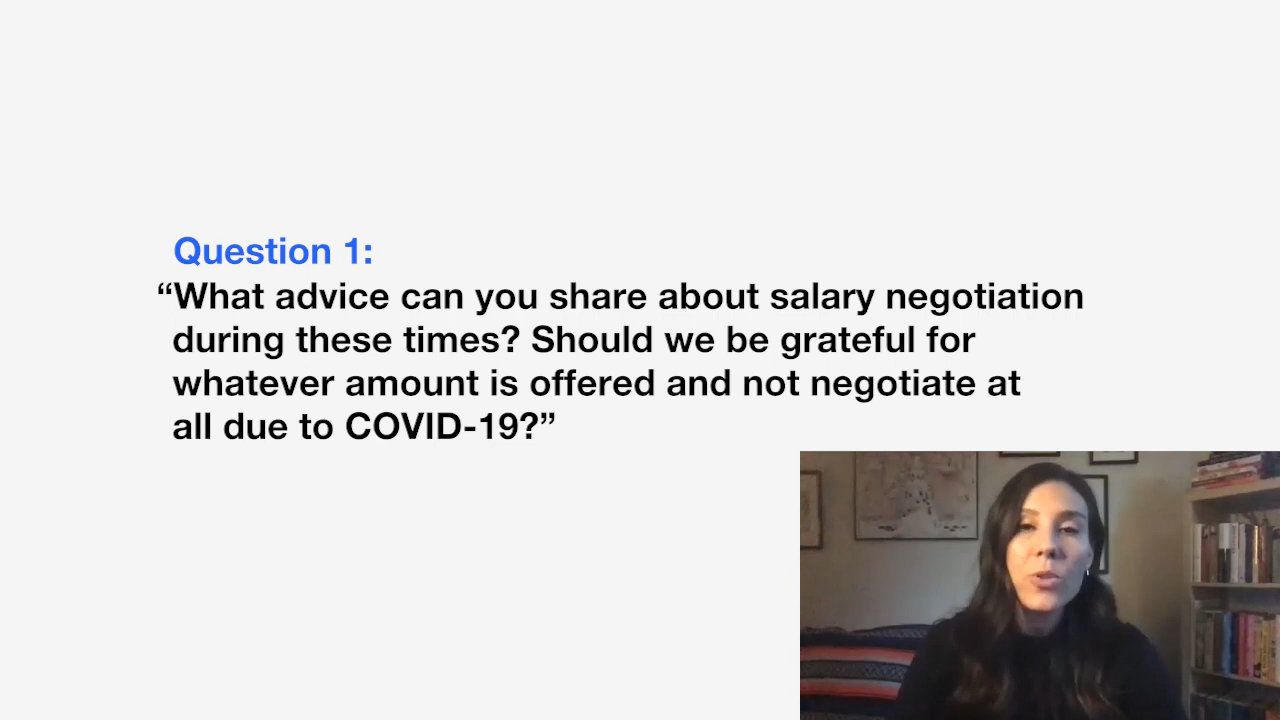 Question 1:
“What advice can you share about salary negotiation
during these times? Should we be grateful for
whatever amount is offered and not negotiate at
all due to COVID-19?”